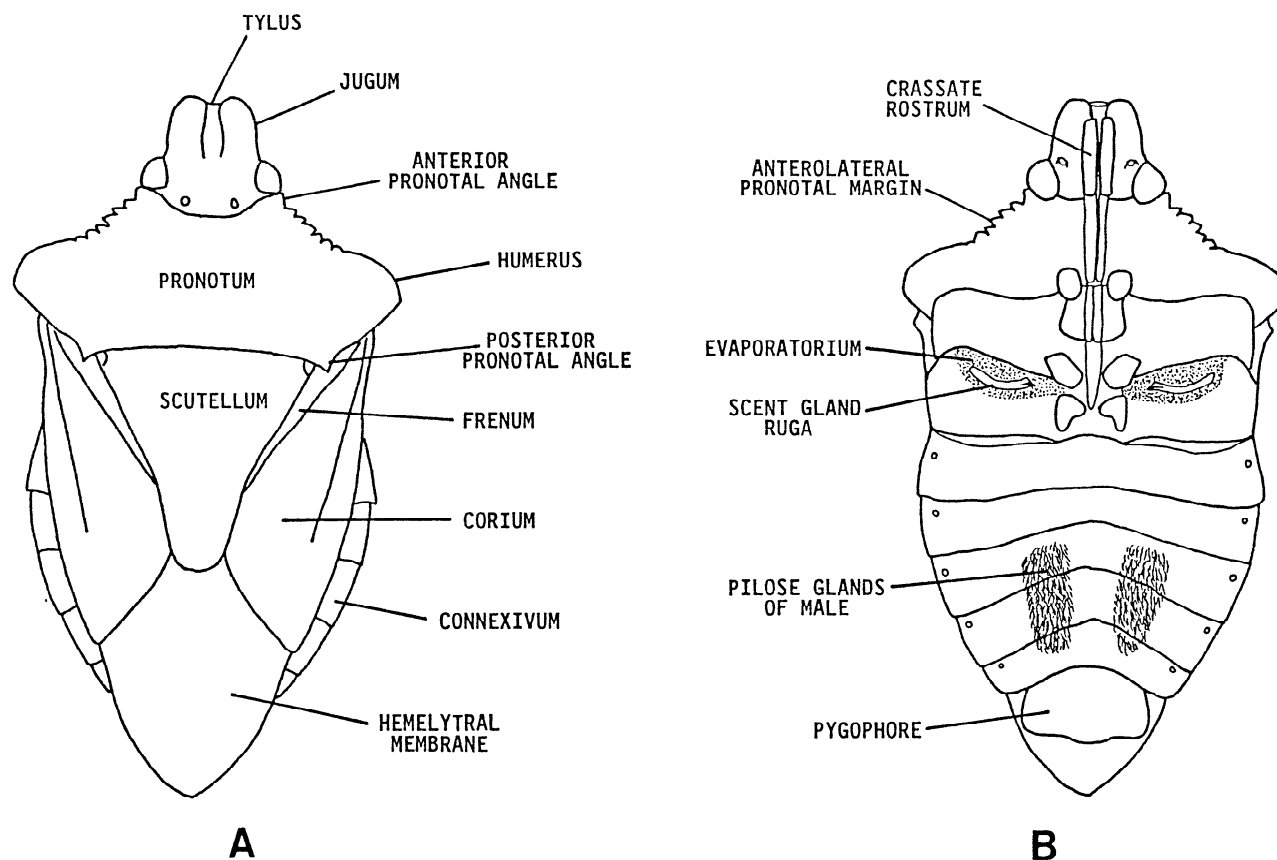 TYLUS
JUGUM
ANTERIOR
PRONOTAL ANGLE
HUMERUS
PRONOTUM
POSTERIOR
PRONOTAL ANGLE
SCUTELLUM
FRENUM
CORIUM
CONNEXIVUM
HEMELYTRAL
MEMBRANE
A
CRASSATE
ROSTRUM
ANTEROLATERAL
PRONOTAL MARGIN
EVAPORATORIUM
SCENT GLAND
RUGA
PILOSE GLANDS
OF MALE
PYGOPHORE
B